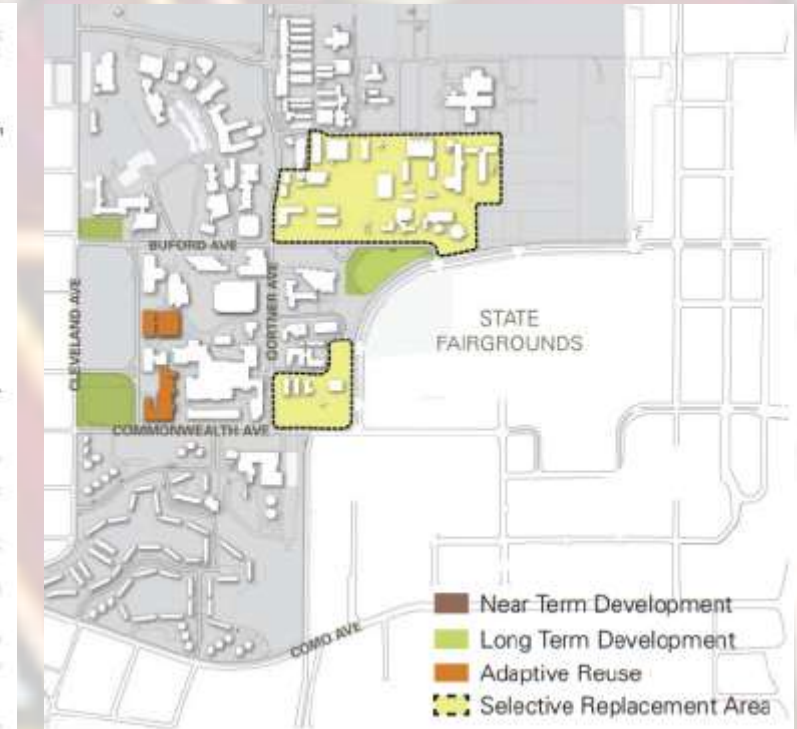 BUFORD AVE
CLEVELAND AVE
GORTNER AVE
STATE
FAIRGROUNDS
COMMONWEALTH AVE
COMO AVE
Near Term Development
Long Term Development
Adaptive Reuse
Selective Replacement Area